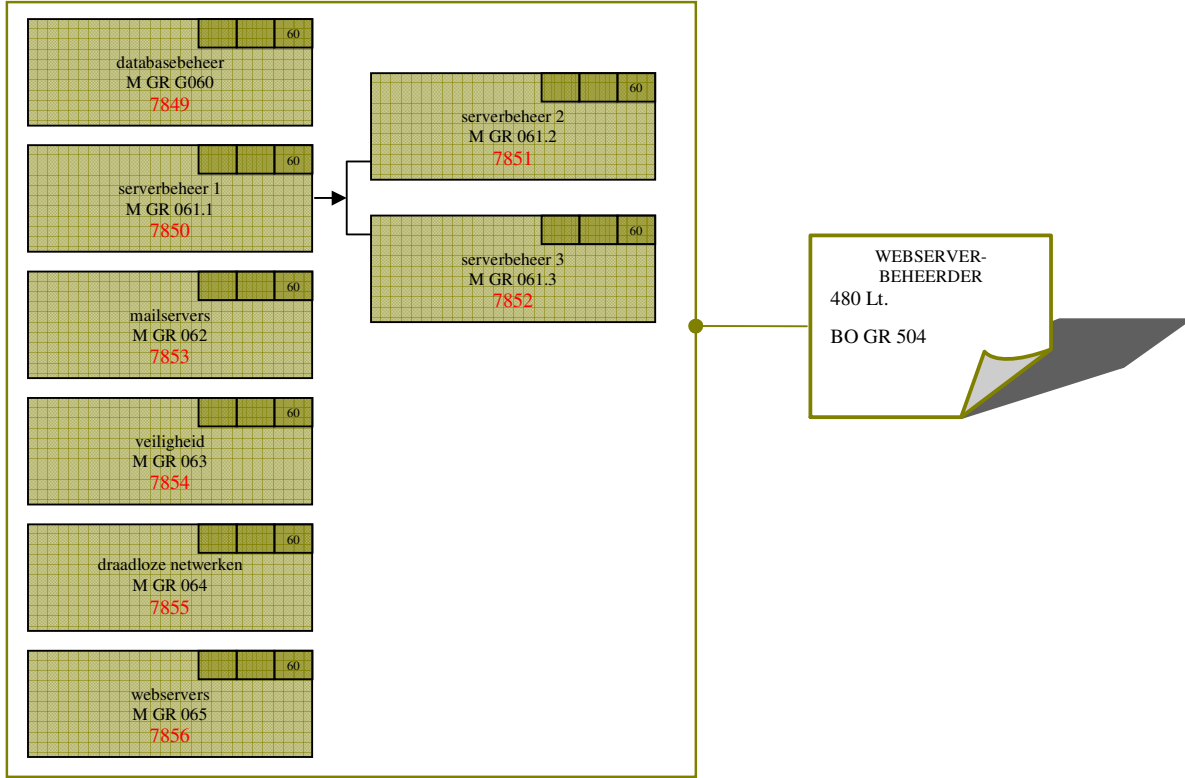 60
databasebeheer
M GR G060
7849
60
serverbeheer 1
M GR 061.1
7850
60
serverbeheer 2
M GR 061.2
7851
60
serverbeheer 3
M GR 061.3
7852
60
mailservers
M GR 062
7853
60
veiligheid
M GR 063
7854
60
draadloze netwerken
M GR 064
7855
60
webservers
M GR 065
7856
WEBSERVER-
BEHEERDER
480 Lt.
BO GR 504